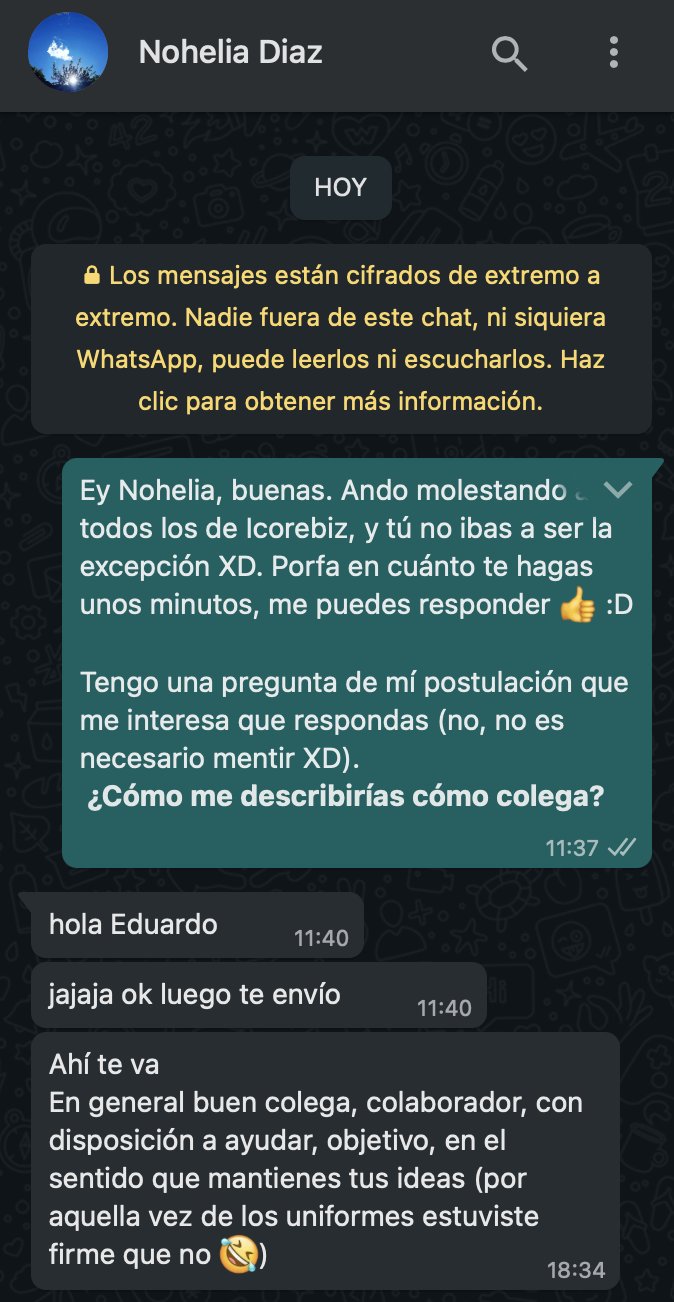 Nohelia Diaz
HOY
🔒 Los mensajes están cifrados de extremo a
extremo. Nadie fuera de este chat, ni siquiera
WhatsApp, puede leerlos ni escucharlos. Haz
clic para obtener más información.
Ey Nohelia, buenas. Ando molestando a
todos los de Icorebiz, y tú no ibas a ser la
excepción XD. Porfa en cuánto te hagas
unos minutos, me puedes responder 👍 :D
Tengo una pregunta de mí postulación que
me interesa que respondas (no, no es
necesario mentir XD).
¿Cómo me describirías cómo colega?
11:37
hola Eduardo
11:40
jajaja ok luego te envío
11:40
Ahí te va
En general buen colega, colaborador, con
disposición a ayudar, objetivo, en el
sentido que mantienes tus ideas (por
aquella vez de los uniformes estuviste
firme que no 🤣)
18:34